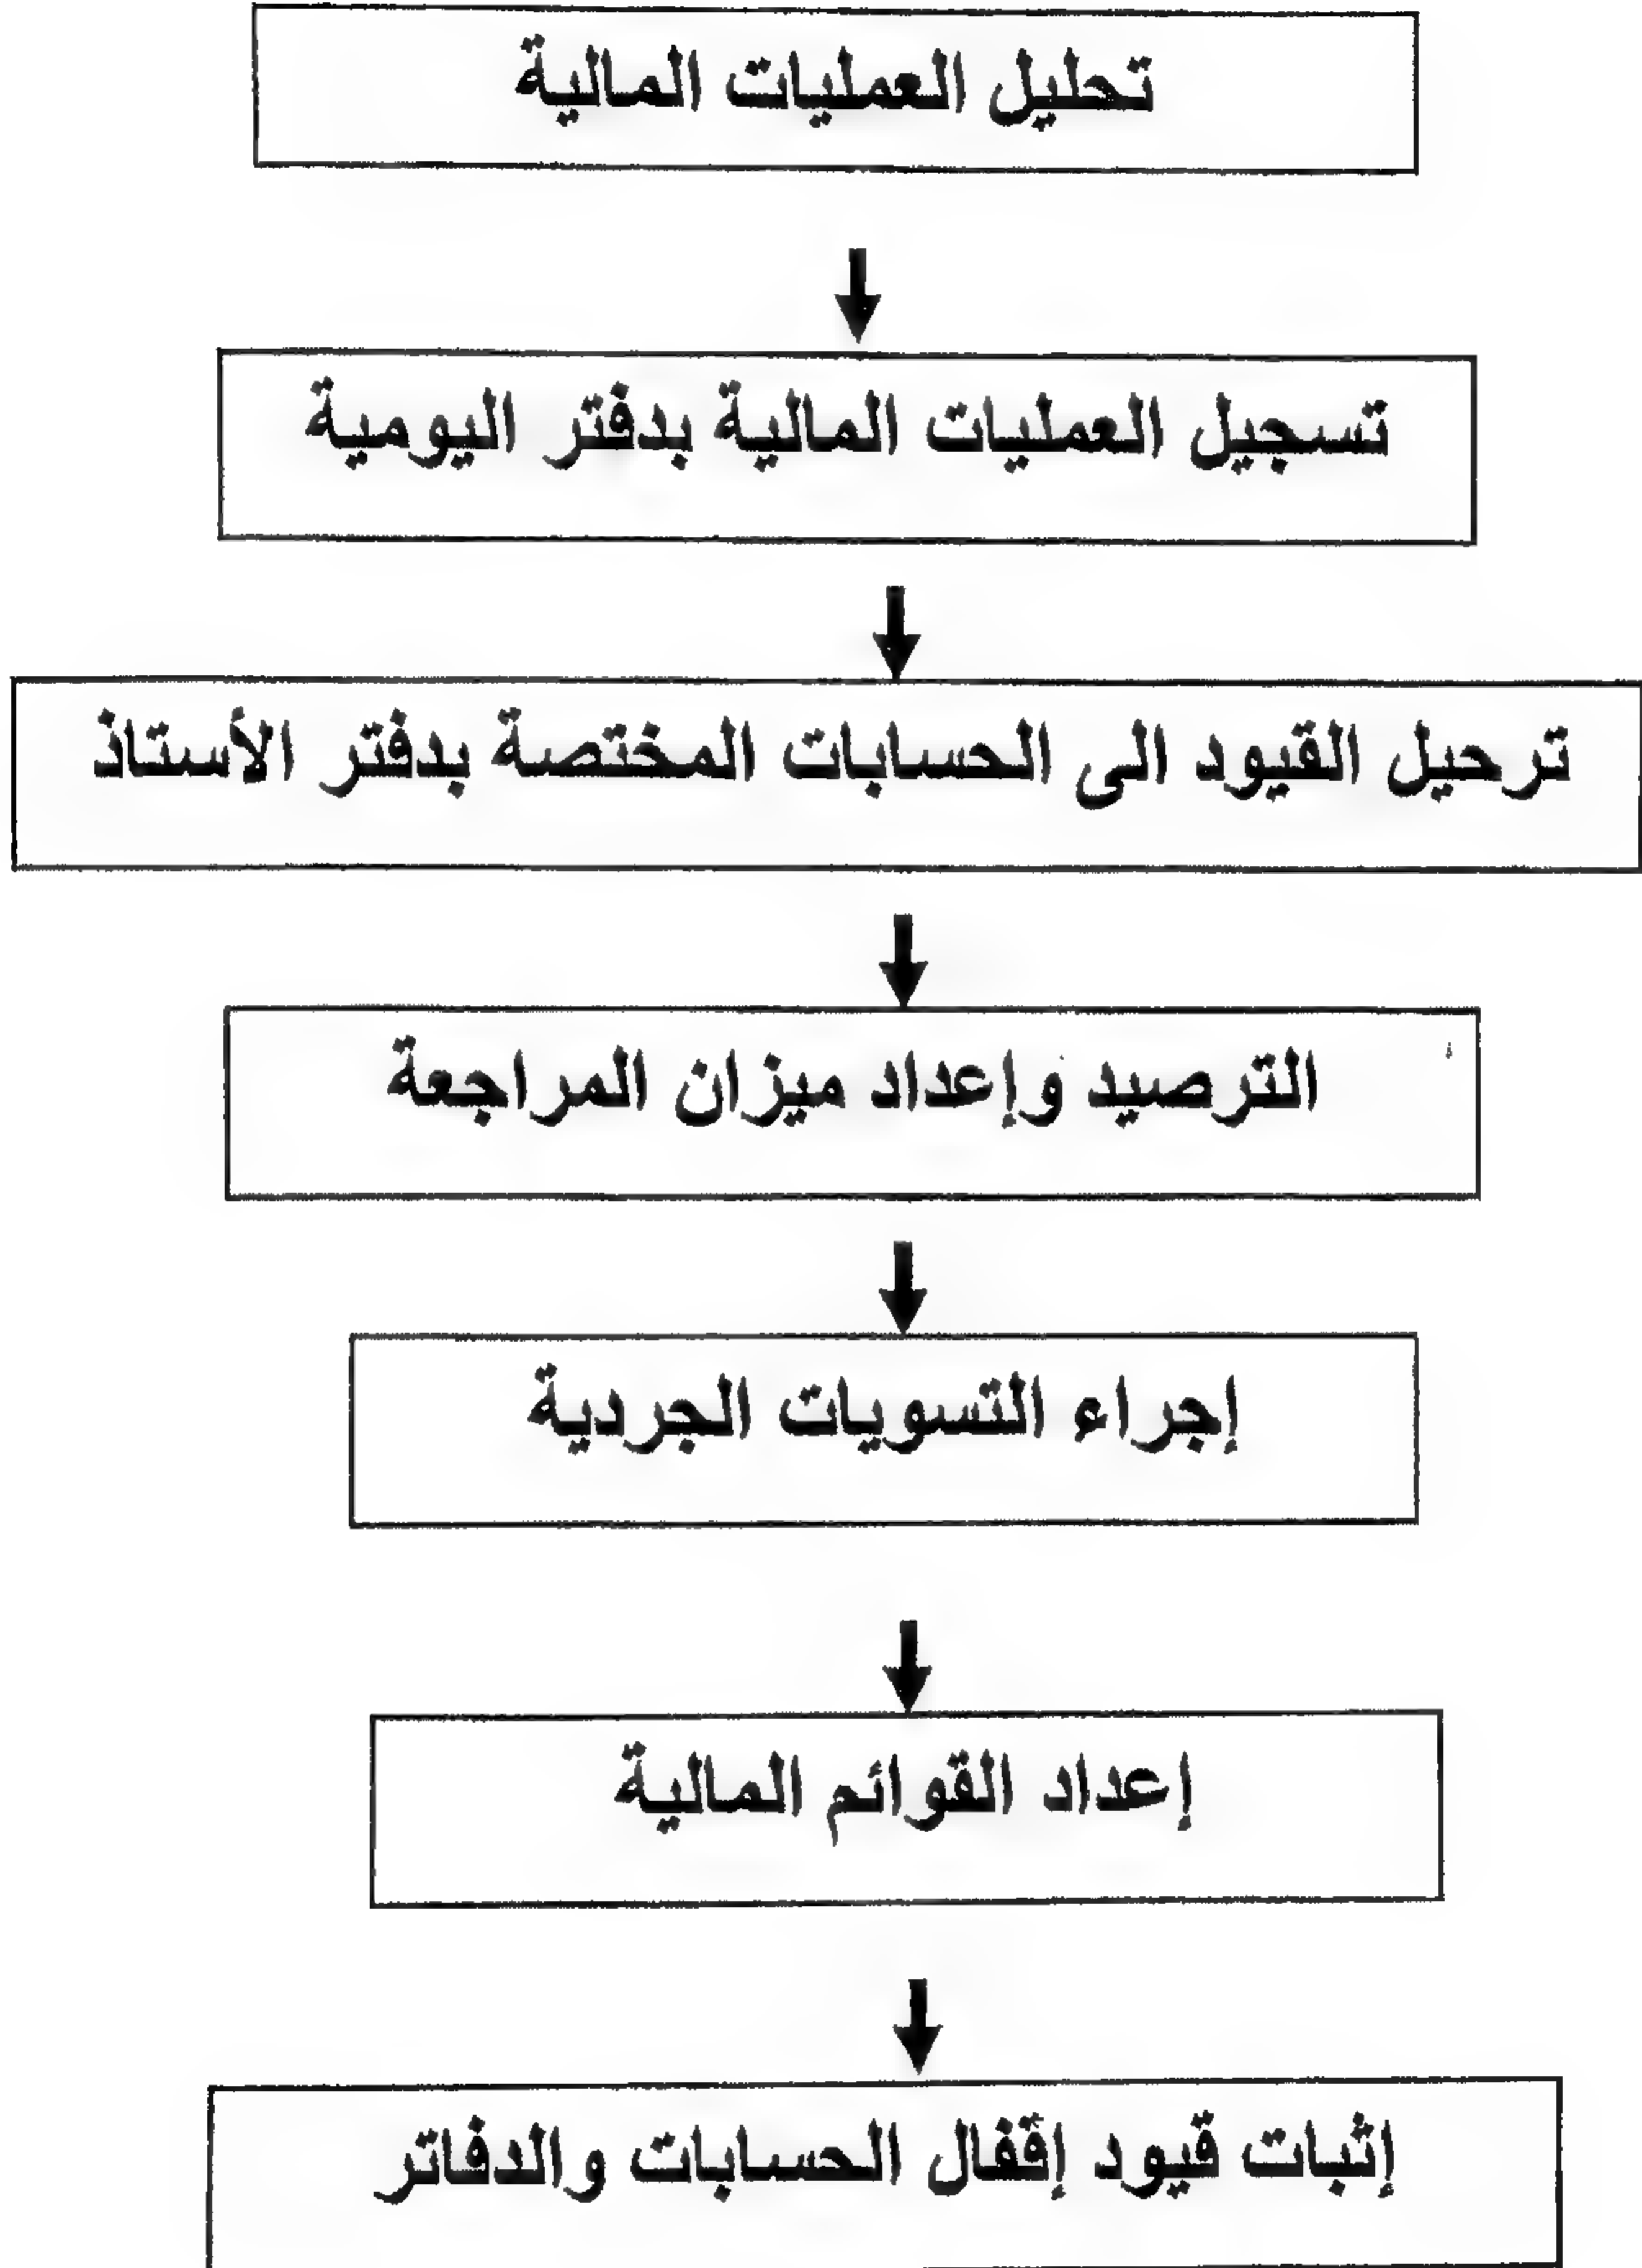 تحليل العمليات المالية
تسجيل العمليات المالية بدفتر اليومية
ترحيل القيود الى الحسابات المختصة بدفتر الأستاذ
الترصيد وإعداد ميزان المراجعة
إجراء التسويات الجردية
إعداد القوائم المالية
إثبات قيود إقفال الحسابات والدفاتر